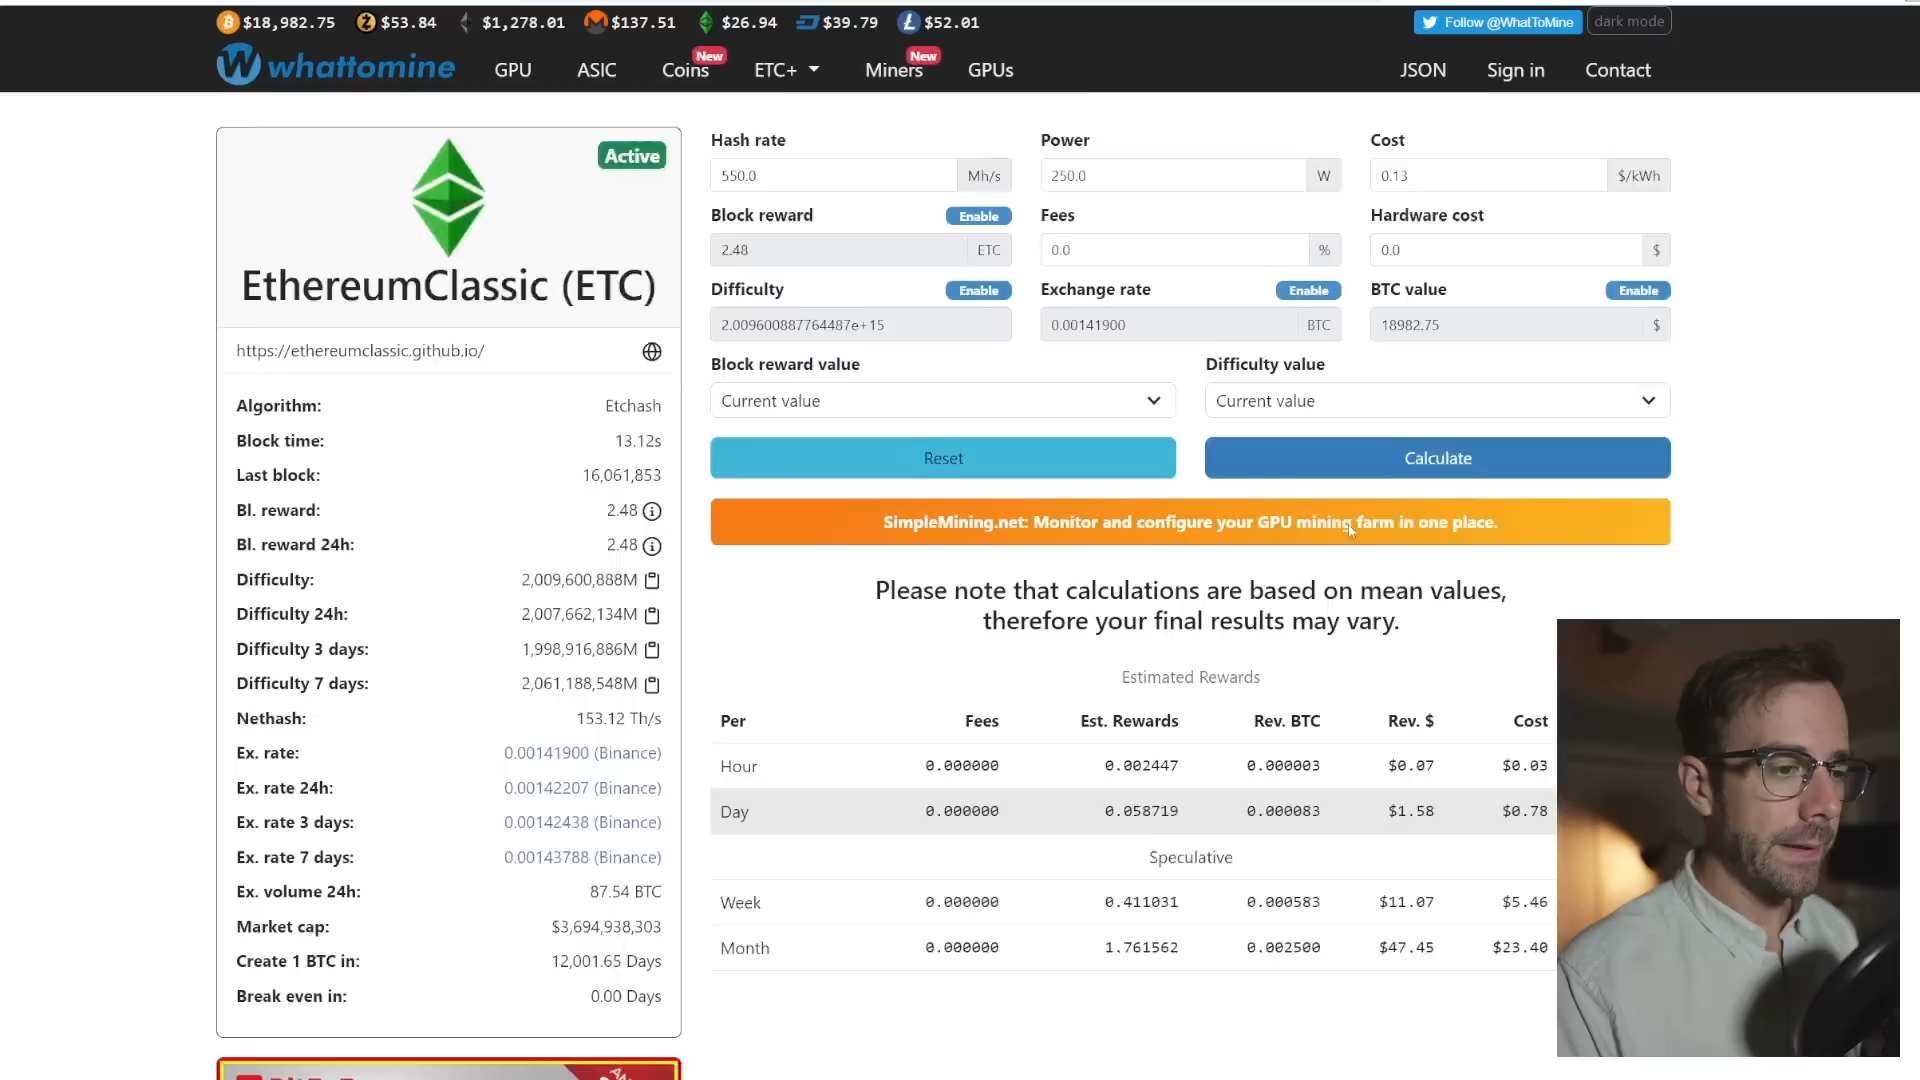 $18,982.75 $53.84 $1,278.01 $137.51 $26.94 $39.79 $52.01
Follow @WhatToMine dark mode
whattomine GPU ASIC Coins New ETC+ Miners New GPUs JSON Sign in Contact
Active
EthereumClassic (ETC)
https://ethereumclassic.github.io/
Algorithm: Etchash
Block time: 13.12s
Last block: 16,061,853
Bl. reward: 2.48
Bl. reward 24h: 2.48
Difficulty: 2,009,600,888M
Difficulty 24h: 2,007,662,134M
Difficulty 3 days: 1,998,916,886M
Difficulty 7 days: 2,061,188,548M
Nethash: 153.12 Th/s
Ex. rate: 0.00141900 (Binance)
Ex. rate 24h: 0.00142207 (Binance)
Ex. rate 3 days: 0.00142438 (Binance)
Ex. rate 7 days: 0.00143788 (Binance)
Ex. volume 24h: 87.54 BTC
Market cap: $3,694,938,303
Create 1 BTC in: 12,001.65 Days
Break even in: 0.00 Days
Hash rate Power Cost
550.0 Mh/s 250.0 W 0.13 $/kWh
Block reward Enable Fees Hardware cost
2.48 ETC 0.0 % 0.0 $
Difficulty Enable Exchange rate Enable BTC value Enable
2.009600887764487e+15 0.00141900 BTC 18982.75 $
Block reward value Difficulty value
Current value Current value
Reset Calculate
SimpleMining.net: Monitor and configure your GPU mining farm in one place.
Please note that calculations are based on mean values,
therefore your final results may vary.
Estimated Rewards
Per Fees Est. Rewards Rev. BTC Rev. $ Cost
Hour 0.000000 0.002447 0.000003 $0.07 $0.03
Day 0.000000 0.058719 0.000083 $1.58 $0.78
Speculative
Week 0.000000 0.411031 0.000583 $11.07 $5.46
Month 0.000000 1.761562 0.002500 $47.45 $23.40